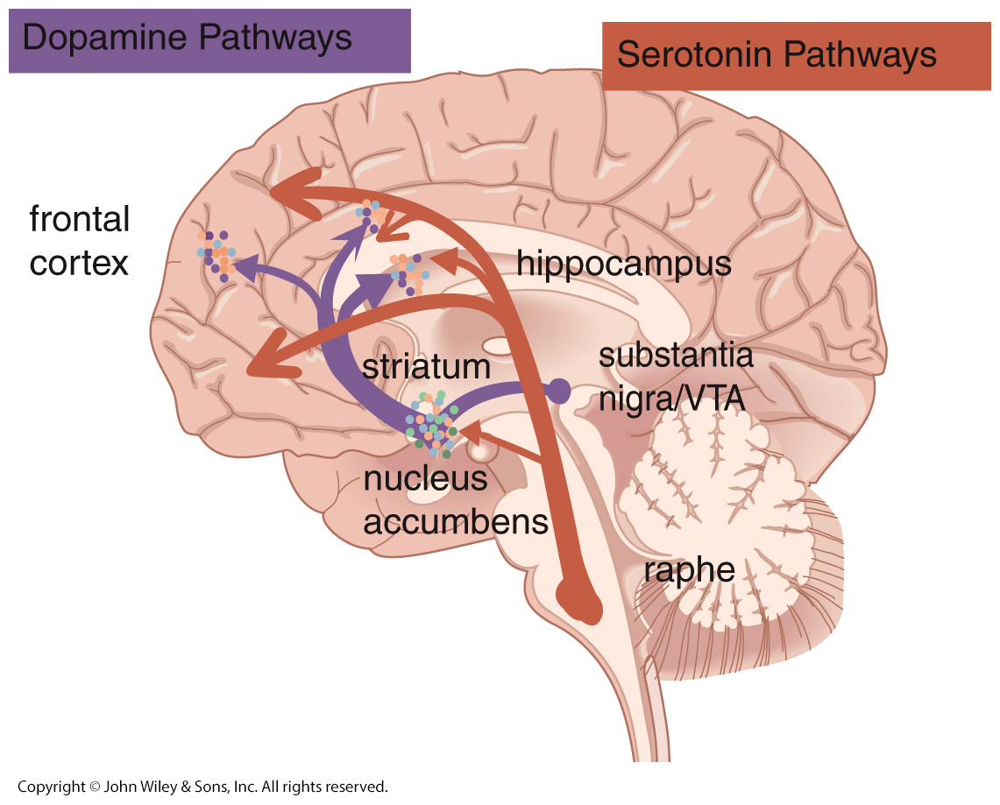 Dopamine Pathways
Serotonin Pathways
frontal
cortex
hippocampus
striatum
substantia
nigra/VTA
nucleus
accumbens
raphe
Copyright © John Wiley & Sons, Inc. All rights reserved.